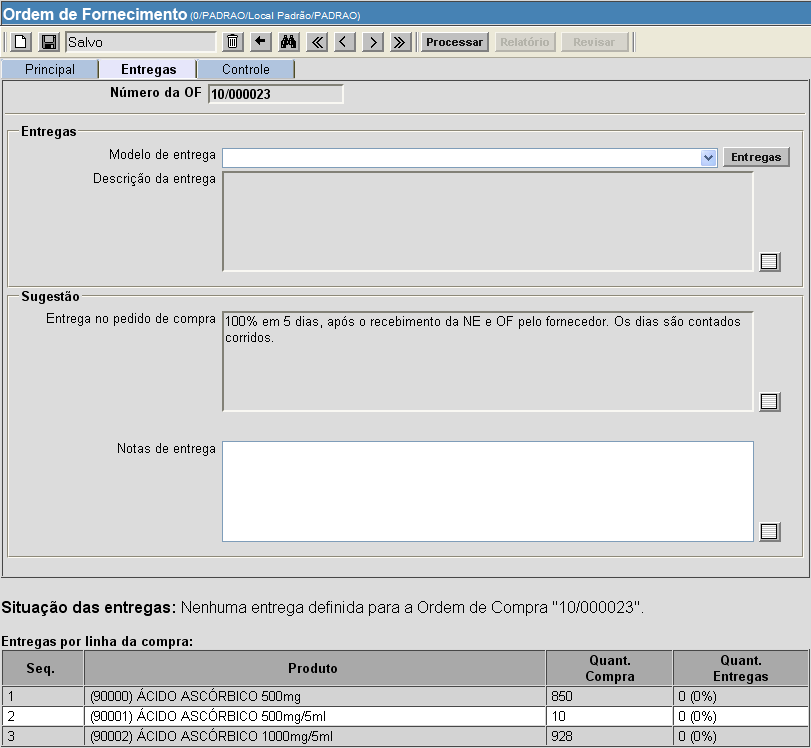 Ordem de Fornecimento (0/PADRAO/Local Padrão/PADRAO)
Salvo Processar Relatório Revisar
Principal Entregas Controle
Número da OF 10/000023
Entregas
Modelo de entrega Entregas
Descrição da entrega
Sugestão
Entrega no pedido de compra 100% em 5 dias, após o recebimento da NE e OF pelo fornecedor. Os dias são contados
corridos.
Notas de entrega
Situação das entregas: Nenhuma entrega definida para a Ordem de Compra "10/000023".
Entregas por linha da compra:
Seq. Produto Quant. Compra Quant. Entregas
1 (90000) ÁCIDO ASCÓRBICO 500mg 850 0 (0%)
2 (90001) ÁCIDO ASCÓRBICO 500mg/5ml 10 0 (0%)
3 (90002) ÁCIDO ASCÓRBICO 1000mg/5ml 928 0 (0%)